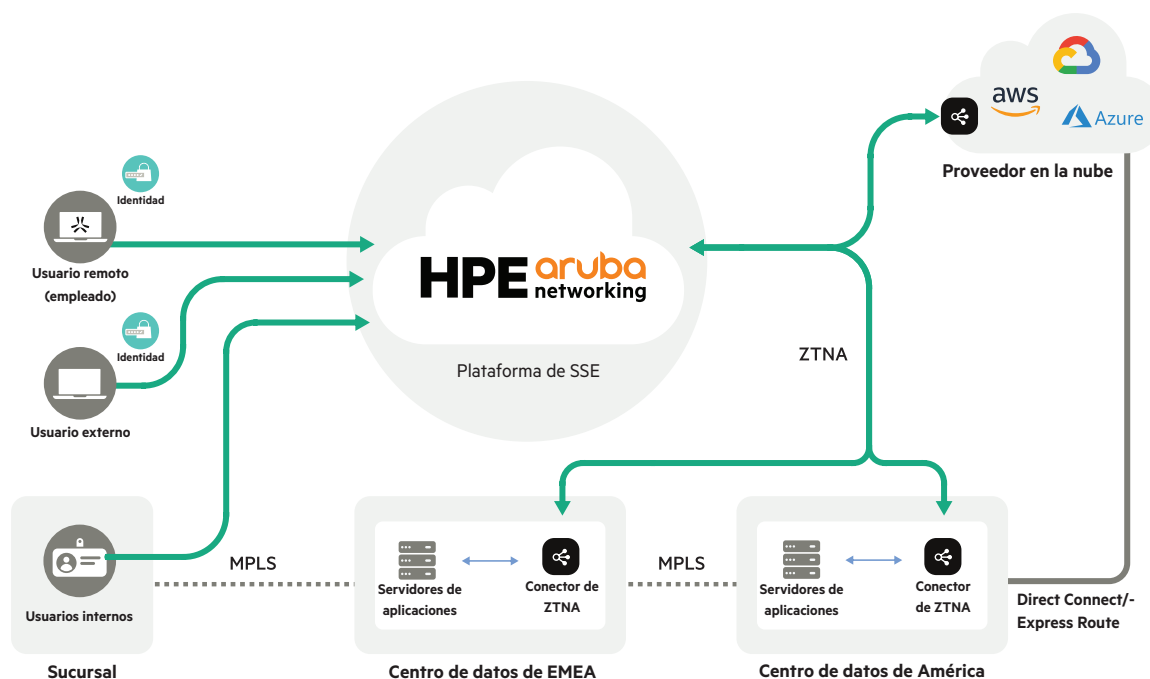 aws
Azure
Proveedor en la nube
Identidad
Usuario remoto
(empleado)
HPE aruba
networking
Plataforma de SSE
ZTNA
Identidad
Usuario externo
MPLS
Usuarios internos
Sucursal
Servidores de
aplicaciones
Conector de
ZTNA
Centro de datos de EMEA
MPLS
Servidores de
aplicaciones
Conector
de ZTNA
Centro de datos de América
Direct Connect/-
Express Route